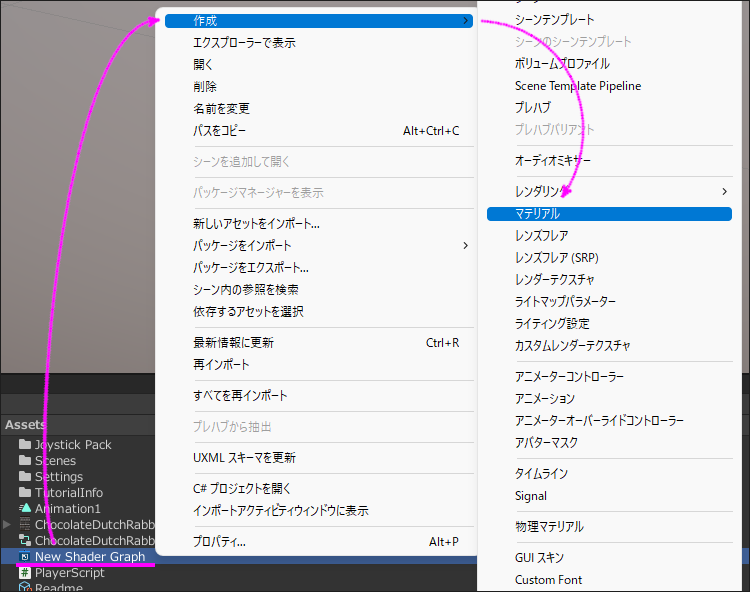 作成
エクスプローラーで表示
開く
削除
名前を変更
パスをコピー Alt+Ctrl+C
シーンを追加して開く
パッケージマネージャーを表示
新しいアセットをインポート...
パッケージをインポート
パッケージをエクスポート...
シーン内の参照を検索
依存するアセットを選択
最新情報に更新 Ctrl+R
再インポート
すべてを再インポート
プレハブから抽出
UXML スキーマを更新
C# プロジェクトを開く
インポートアクティビティウィンドウに表示
プロパティ... Alt+P
シーンテンプレート
シーンのシーンテンプレート
ボリュームプロファイル
Scene Template Pipeline
プレハブ
プレハブバリアント
オーディオミキサー
レンダリング
マテリアル
レンズフレア
レンズフレア (SRP)
レンダーテクスチャ
ライトマップパラメーター
ライティング設定
カスタムレンダーテクスチャ
アニメーターコントローラー
アニメーション
アニメーターオーバーライドコントローラー
アバターマスク
タイムライン
Signal
物理マテリアル
GUI スキン
Custom Font
Assets
Joystick Pack
Scenes
Settings
TutorialInfo
Animation1
ChocolateDutchRabb
ChocolateDutchRabb
New Shader Graph
PlayerScript
Readme